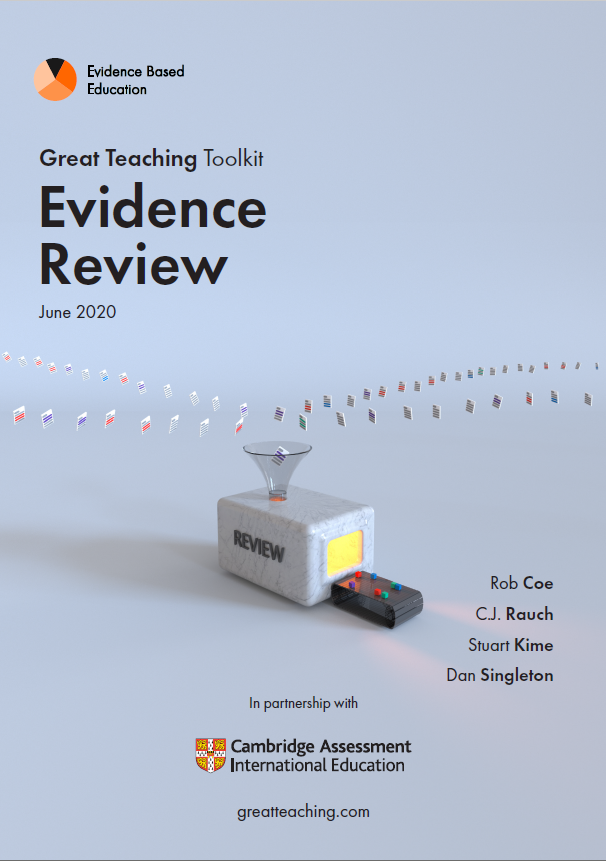 Evidence Based
Education
Great Teaching Toolkit
Evidence
Review
June 2020
REVIEW
Rob Coe
C.J. Rauch
Stuart Kime
Dan Singleton
In partnership with
Cambridge Assessment
International Education
greatteaching.com